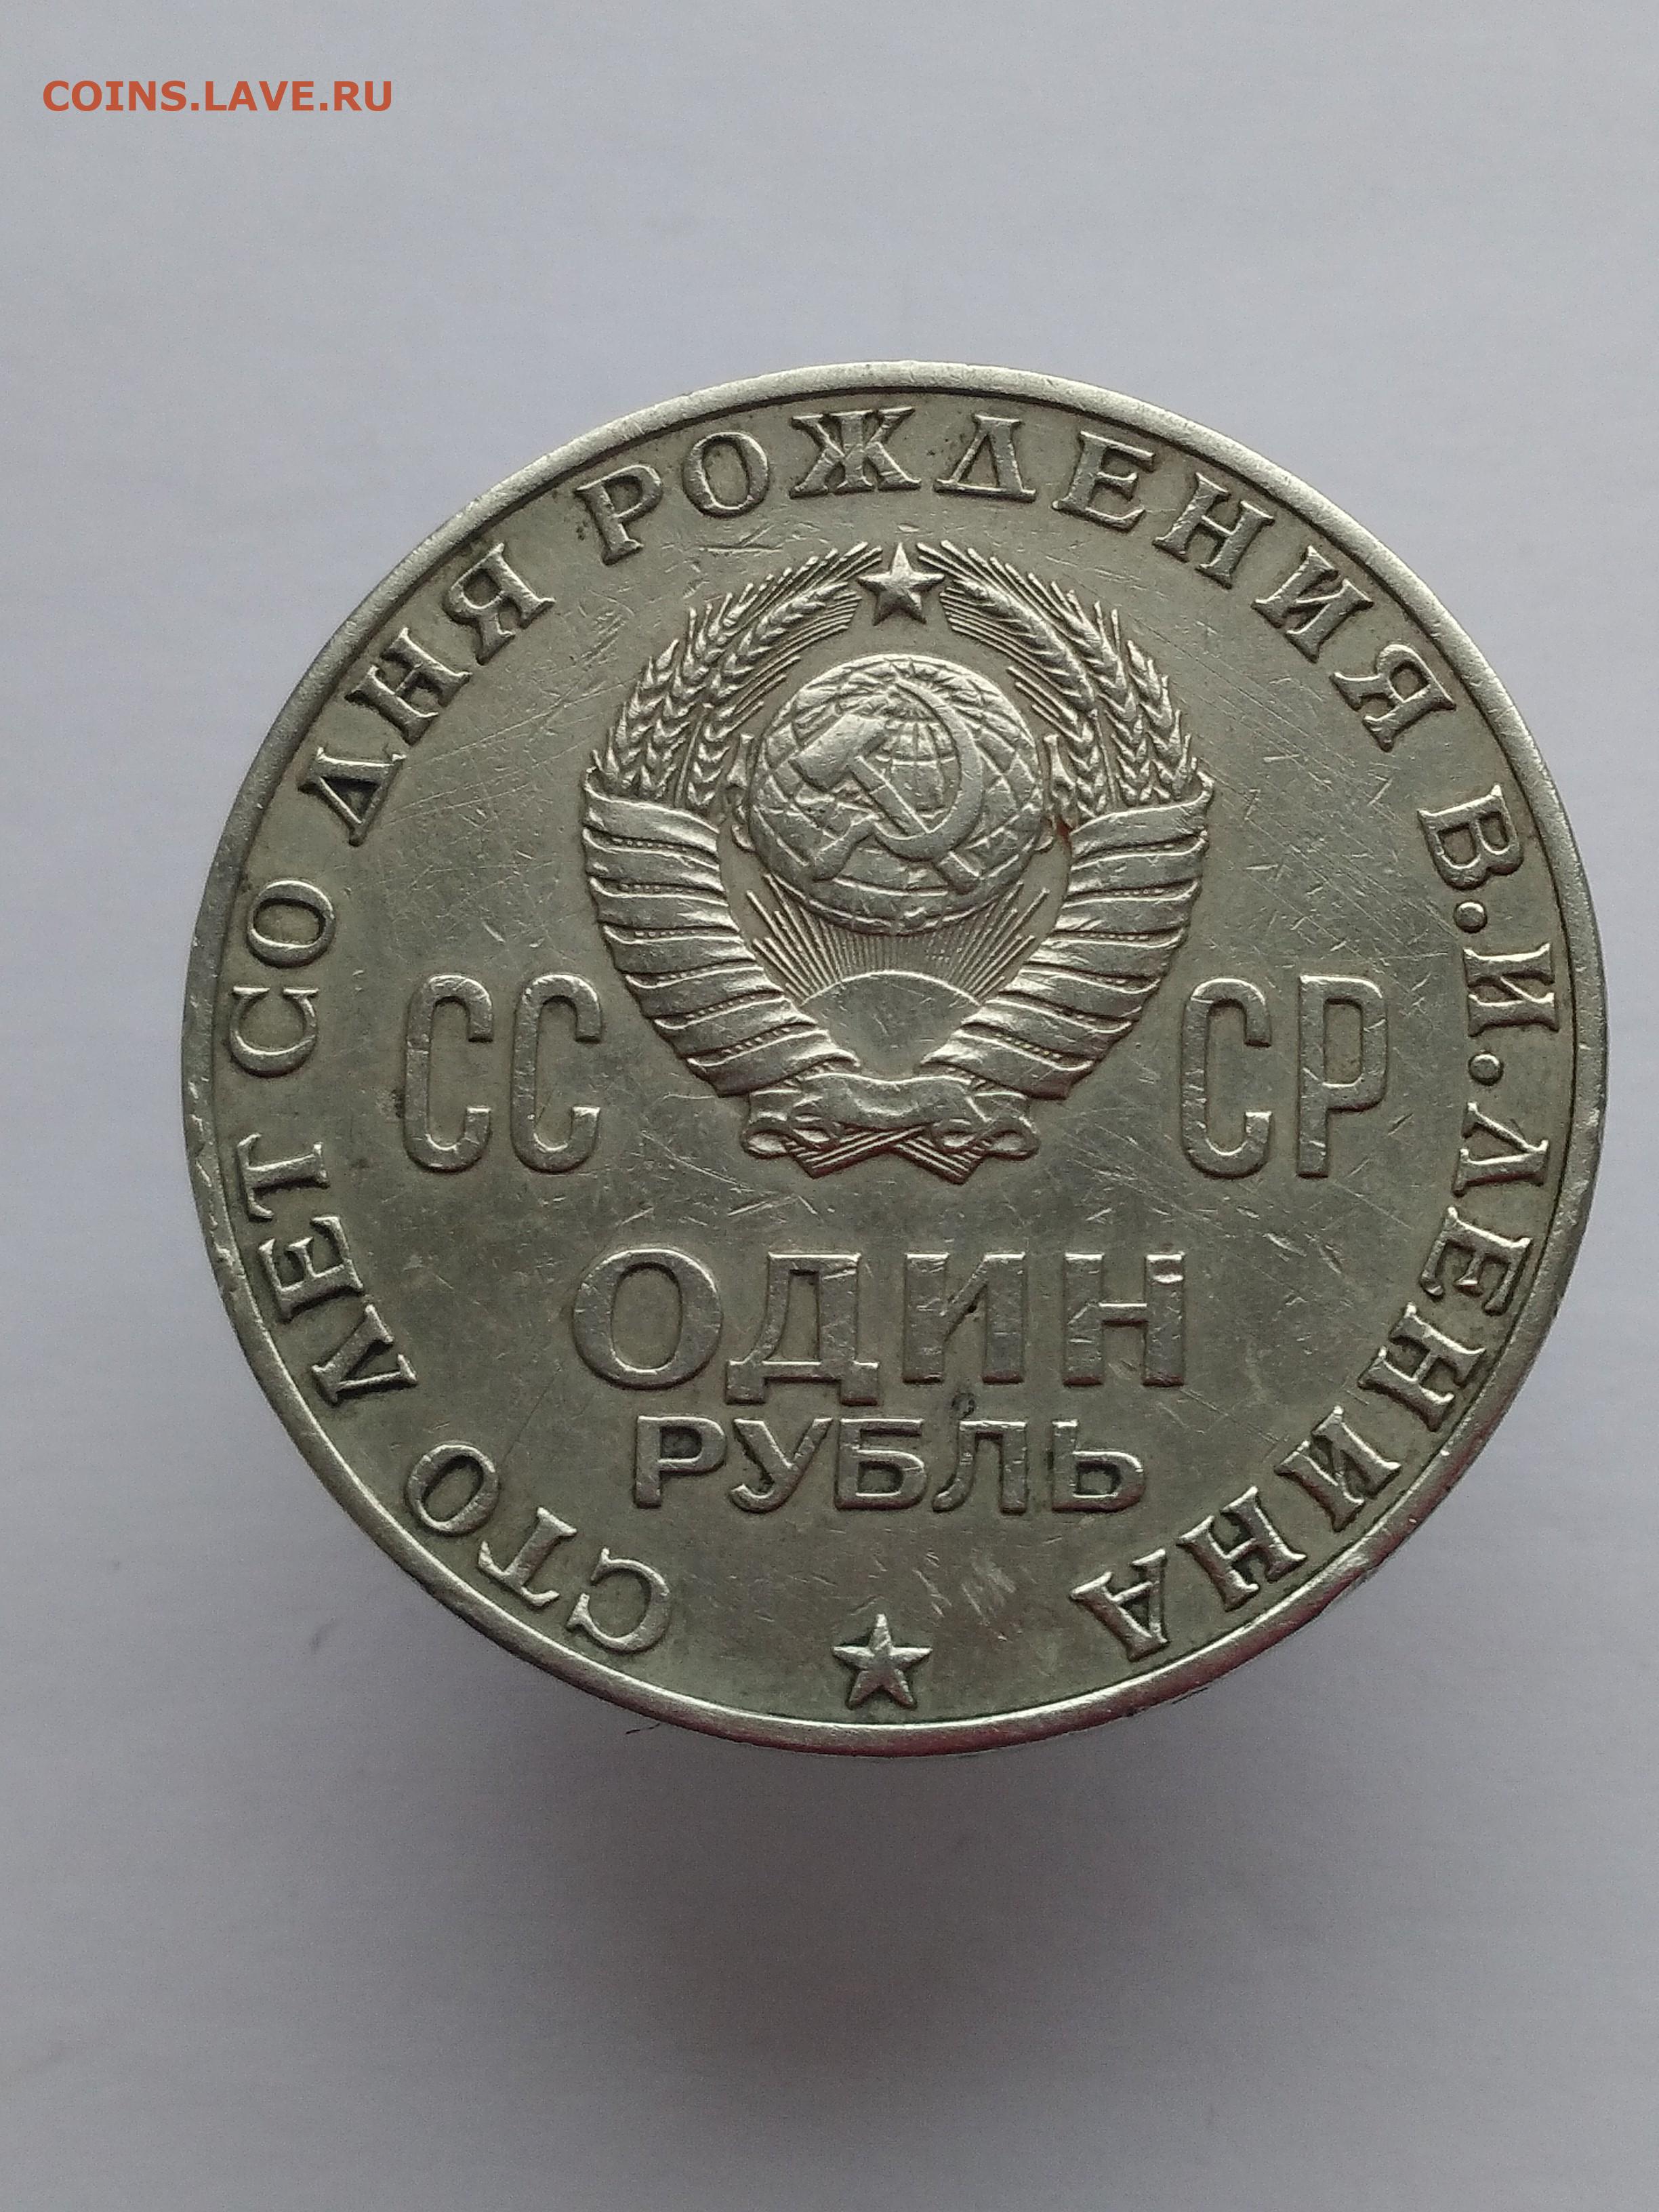 COINS.LAVE.RU
СТО ЛЕТ СО ДНЯ РОЖДЕНИЯ В.И.ЛЕНИНА
СС СР
ОДИН
РУБЛЬ